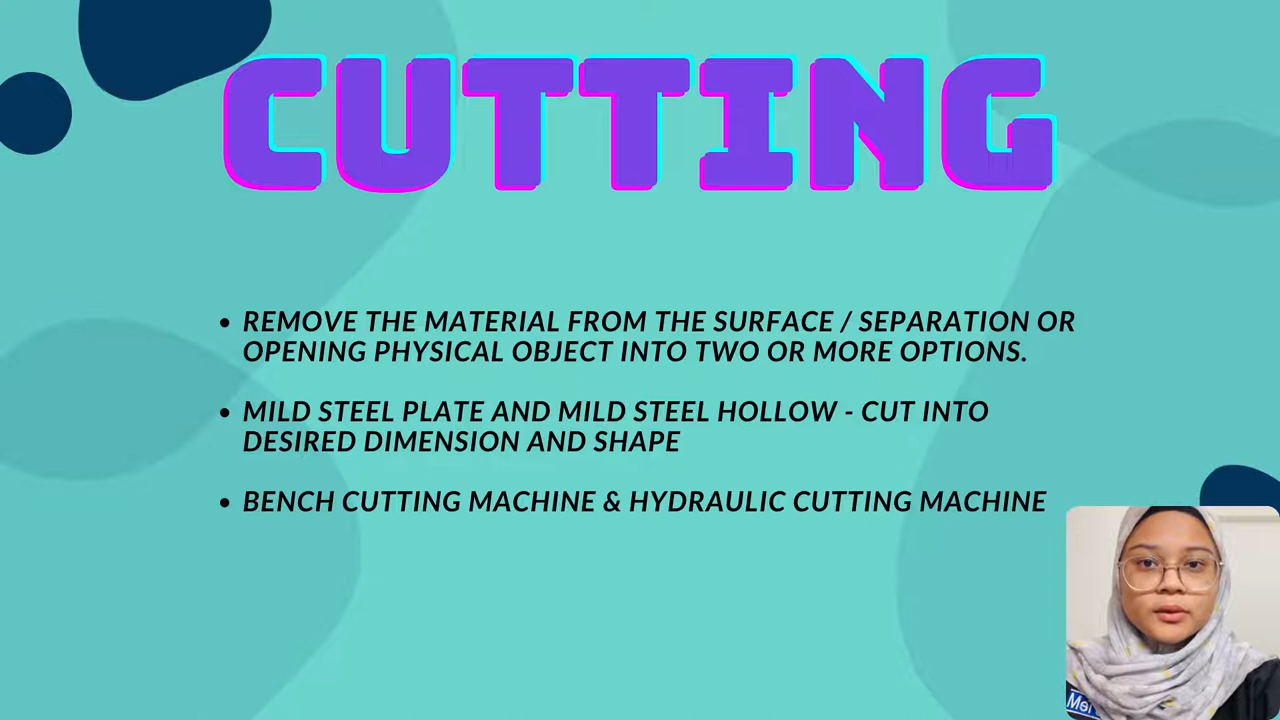 CUTTING
REMOVE THE MATERIAL FROM THE SURFACE / SEPARATION OR
OPENING PHYSICAL OBJECT INTO TWO OR MORE OPTIONS.
MILD STEEL PLATE AND MILD STEEL HOLLOW - CUT INTO
DESIRED DIMENSION AND SHAPE
BENCH CUTTING MACHINE & HYDRAULIC CUTTING MACHINE